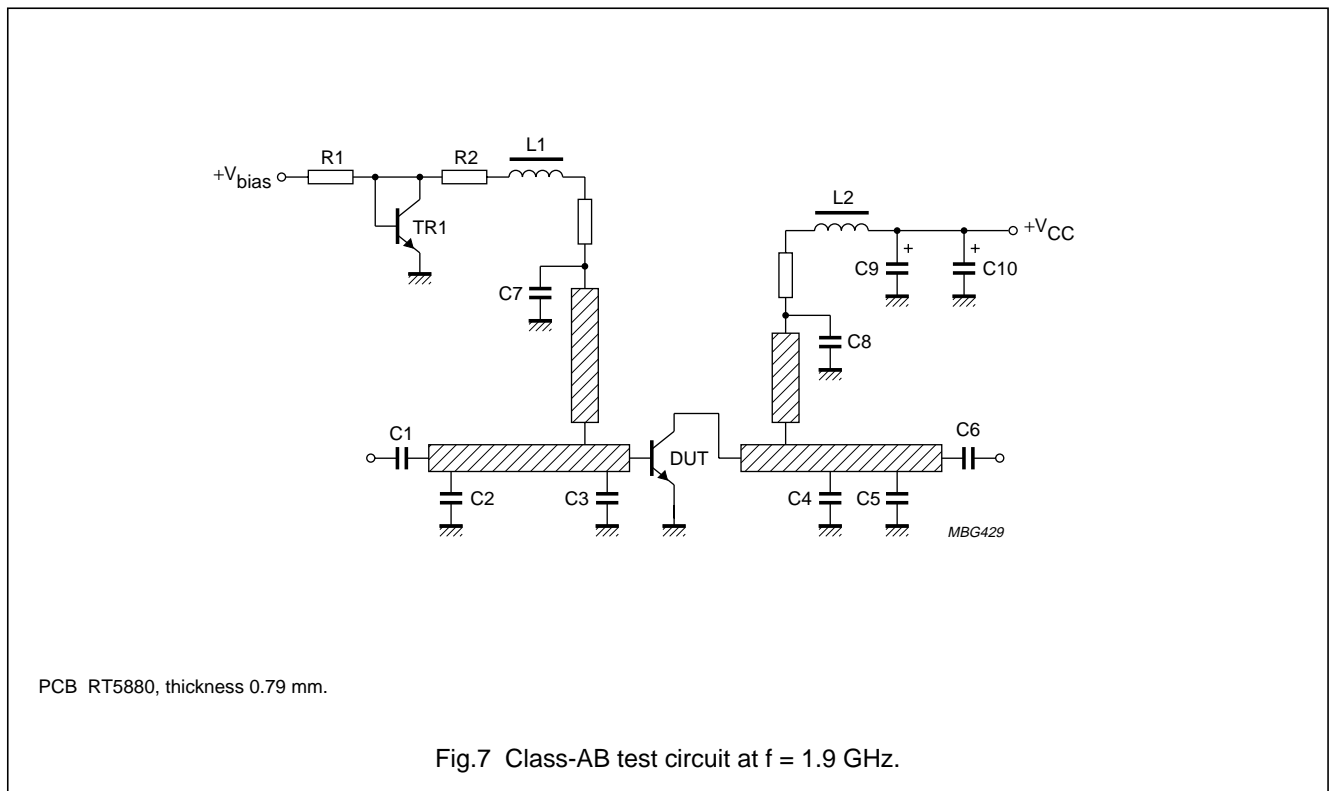 L1
R1
R2
+Vbias
TR1
L2
+VCC
+
+
C9
C10
C7
C8
C1
C6
DUT
C2
C3
C4
C5
MBG429
PCB RT5880, thickness 0.79 mm.
Fig.7 Class-AB test circuit at f = 1.9 GHz.